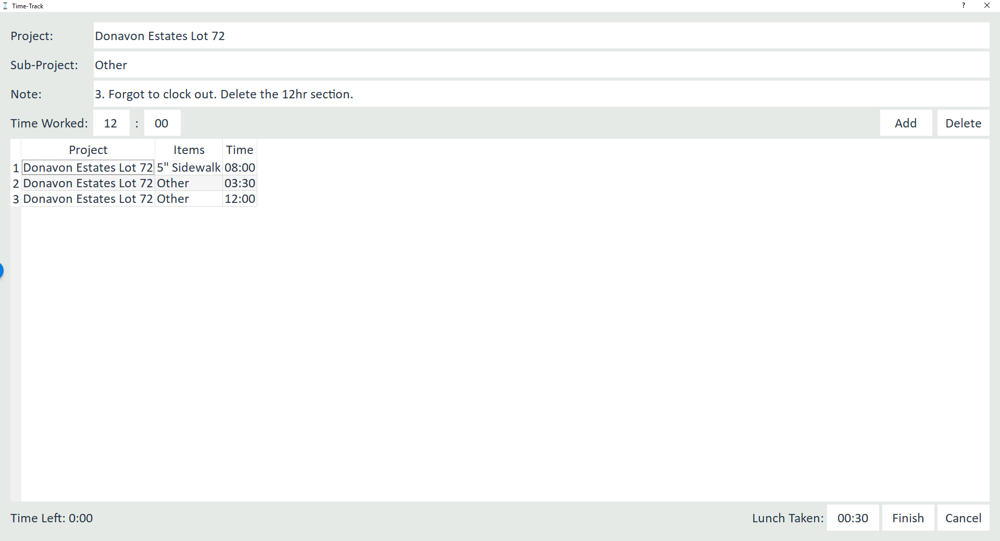 Time-Track
?
Project: Donavon Estates Lot 72
Sub-Project: Other
Note: 3. Forgot to clock out. Delete the 12hr section.
Time Worked: 12 : 00 Add Delete
Project Items Time
1 Donavon Estates Lot 72 5" Sidewalk 08:00
2 Donavon Estates Lot 72 Other 03:30
3 Donavon Estates Lot 72 Other 12:00
Time Left: 0:00 Lunch Taken: 00:30 Finish Cancel